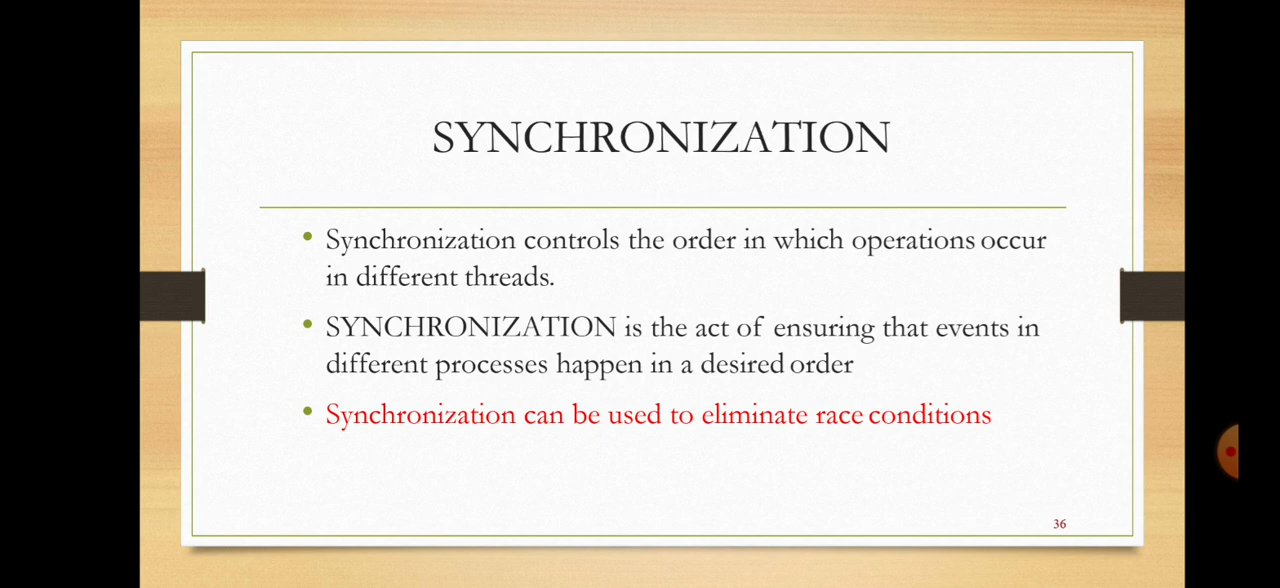 SYNCHRONIZATION
• Synchronization controls the order in which operations occur
in different threads.
• SYNCHRONIZATION is the act of ensuring that events in
different processes happen in a desired order
• Synchronization can be used to eliminate race conditions
36